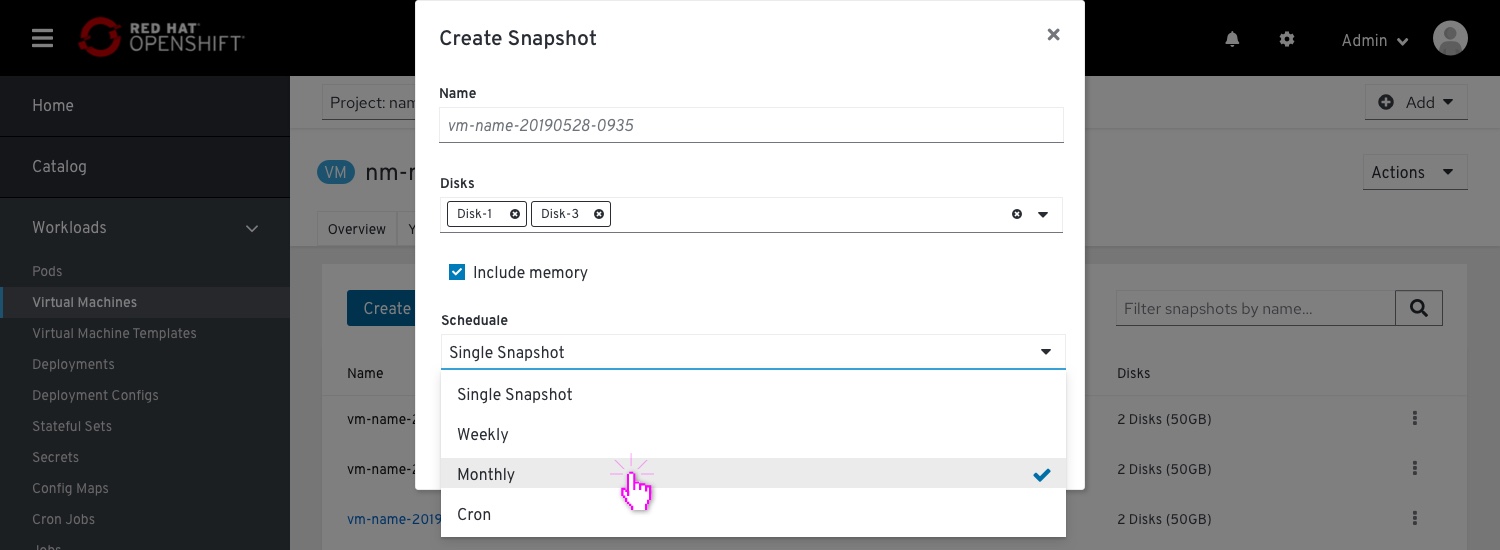 RED HAT®
OPENSHIFT®
Admin
Home
Catalog
Workloads
Pods
Virtual Machines
Virtual Machine Templates
Deployments
Deployment Configs
Stateful Sets
Secrets
Config Maps
Cron Jobs
Jobs
Project: nam
Add
VM
nm-r
Actions
Overview
Y
Create
Filter snapshots by name...
Name
Disks
vm-name-2
2 Disks (50GB)
vm-name-2
2 Disks (50GB)
vm-name-2019
2 Disks (50GB)
Create Snapshot
Name
vm-name-20190528-0935
Disks
Disk-1
Disk-3
Include memory
Scheduale
Single Snapshot
Single Snapshot
Weekly
Monthly
Cron